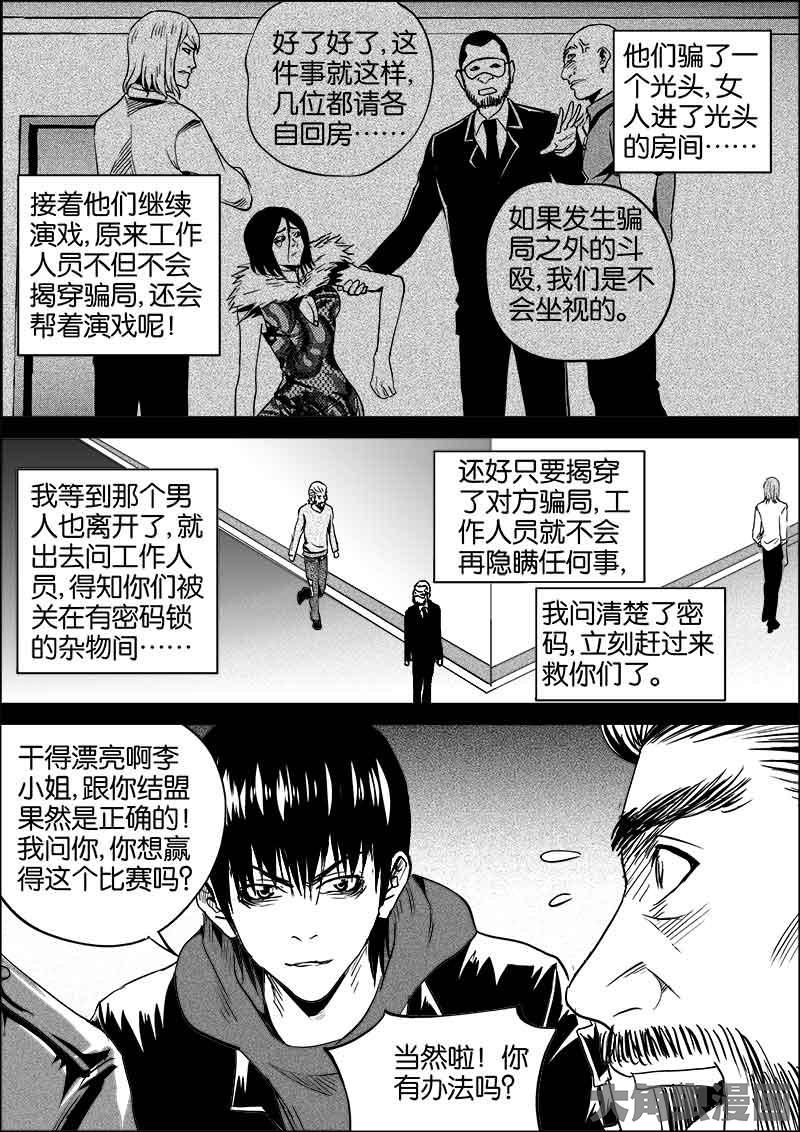 好了好了,这
件事就这样,
几位都请各
自回房……
他们骗了一
个光头,女
人进了光头
的房间……
接着他们继续
演戏,原来工作
人员不但不会
揭穿骗局,还会
帮着演戏呢!
如果发生骗
局之外的斗
殴,我们是不
会坐视的。
我等到那个男
人也离开了,就
出去问工作人
员,得知你们被
关在有密码锁
的杂物间……
还好只要揭穿
了对方骗局,工
作人员就不会
再隐瞒任何事,
我问清楚了密
码,立刻赶过来
救你们了。
干得漂亮啊李
小姐,跟你结盟
果然是正确的!
我问你,你想赢
得这个比赛吗?
当然啦!你
有办法吗?
大角虫漫画